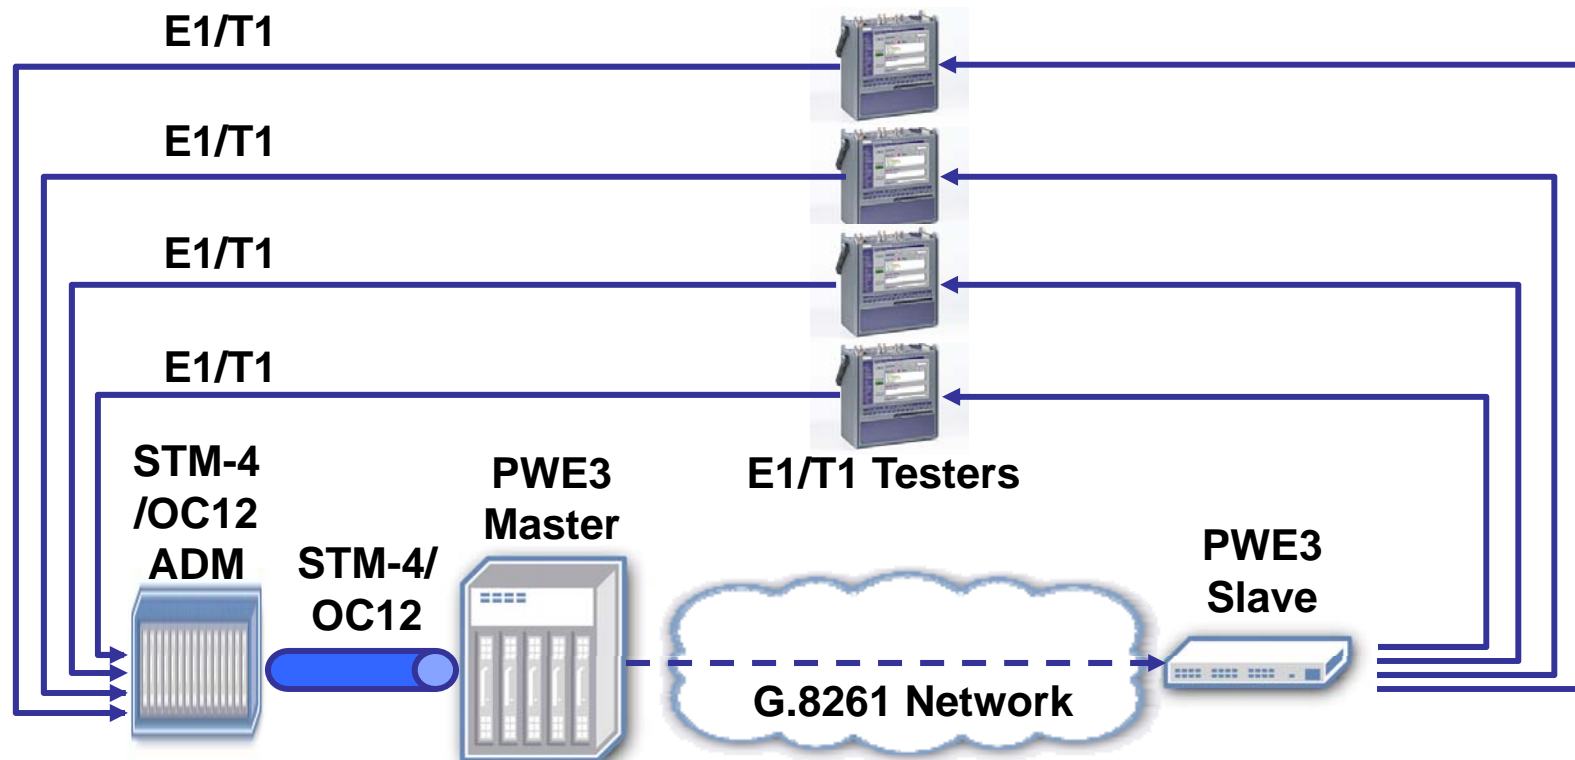 E1/T1
E1/T1
E1/T1
E1/T1
STM-4
/OC12
ADM
STM-4/
OC12
PWE3
Master
E1/T1 Testers
G.8261 Network
PWE3
Slave